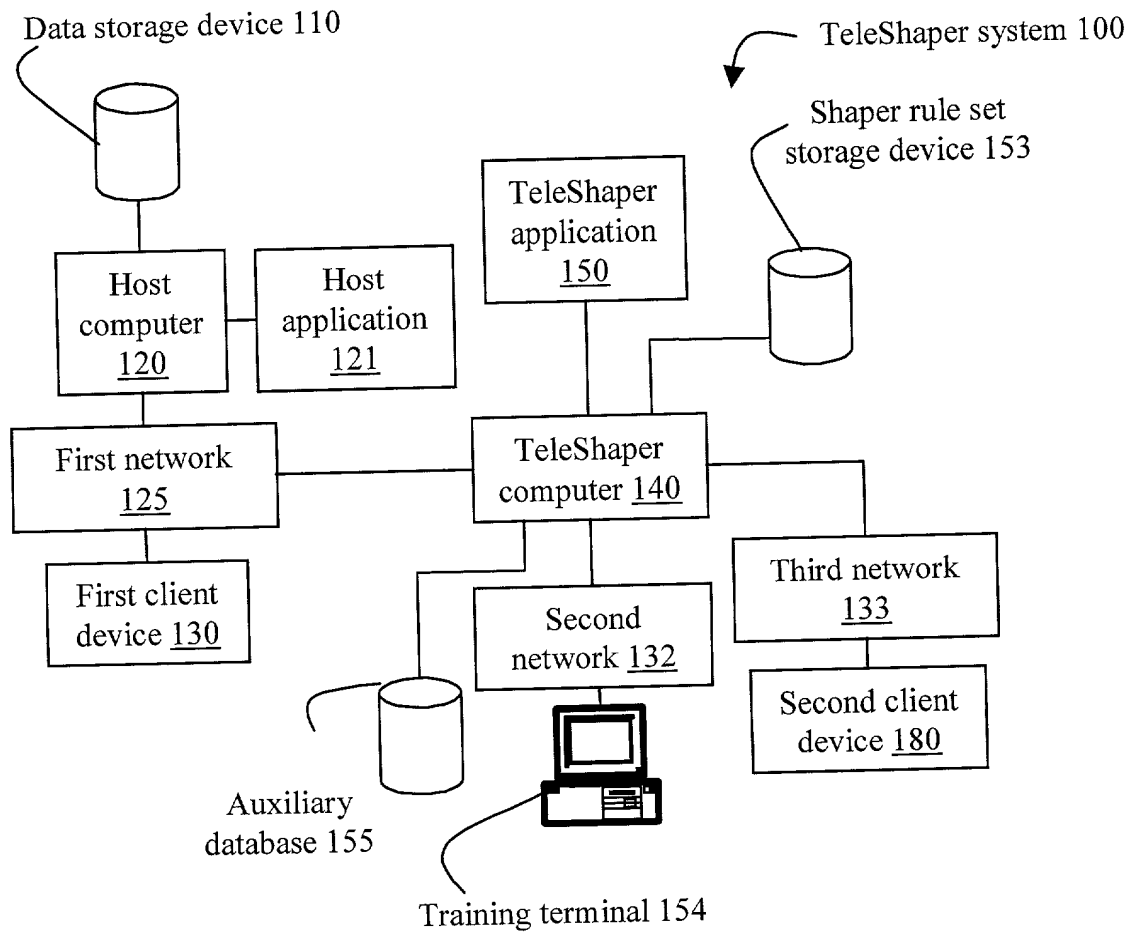 Data storage device 110
TeleShaper system 100
Shaper rule set
storage device 153
TeleShaper
application
150
Host
computer
120
Host
application
121
First network
125
TeleShaper
computer 140
First client
device 130
Second
network 132
Third network
133
Second client
device 180
Auxiliary
database 155
Training terminal 154